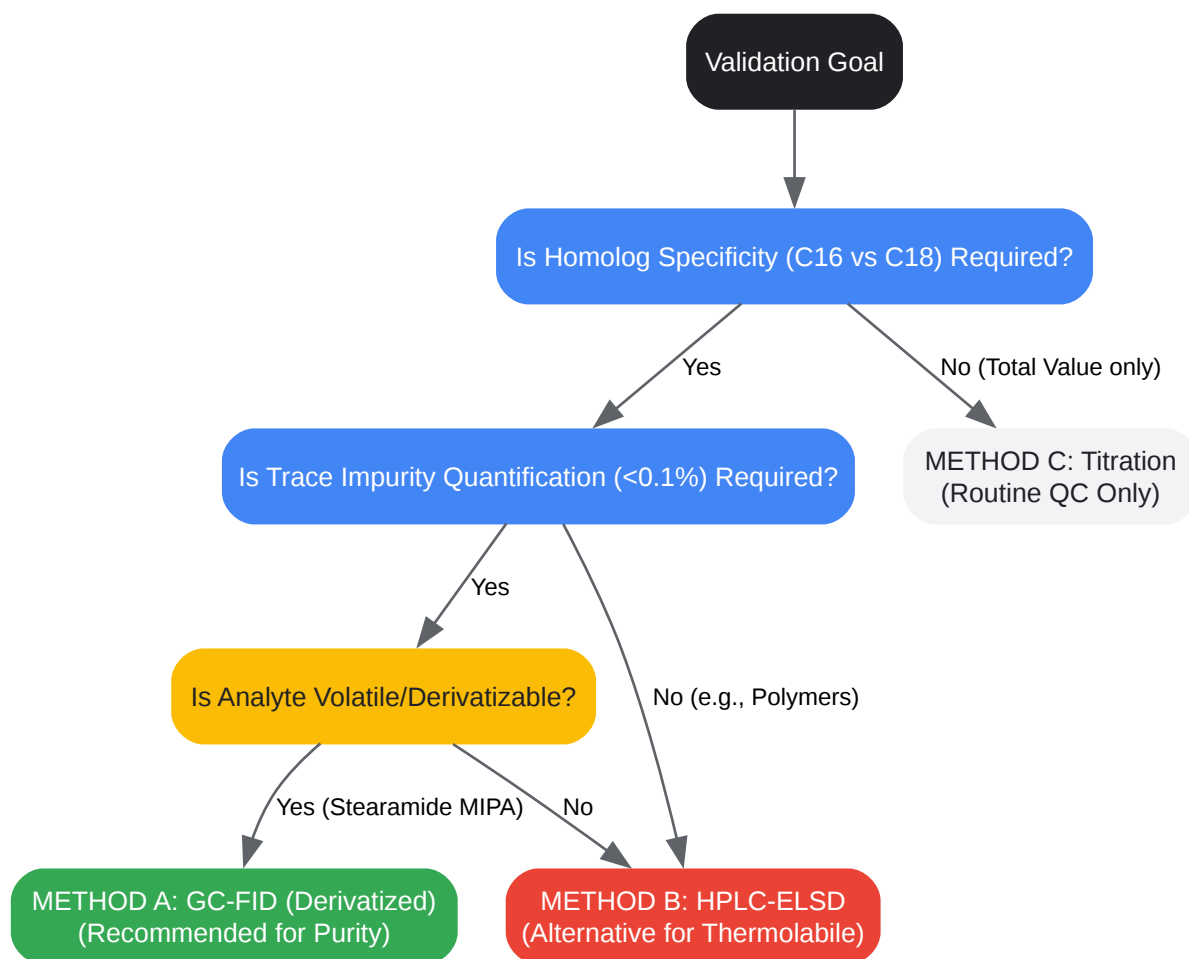 Validation Goal
Is Homolog Specificity (C16 vs C18) Required?
Yes
No (Total Value only)
Is Trace Impurity Quantification (<0.1%) Required?
METHOD C: Titration
(Routine QC Only)
Yes
Is Analyte Volatile/Derivatizable?
No (e.g., Polymers)
Yes (Stearamide MIPA)
No
METHOD A: GC-FID (Derivatized)
(Recommended for Purity)
METHOD B: HPLC-ELSD
(Alternative for Thermolabile)